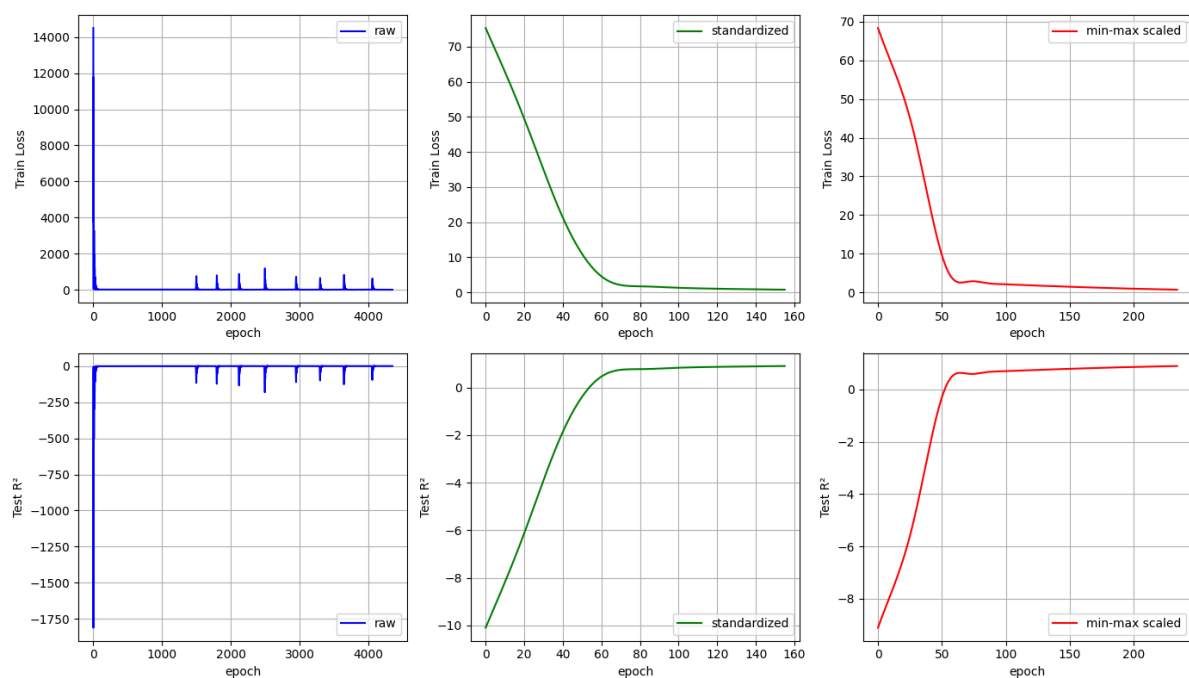 Train Loss
14000
12000
10000
8000
6000
4000
2000
0
0 1000 2000 3000 4000
epoch
raw
Train Loss
70
60
50
40
30
20
10
0
0 20 40 60 80 100 120 140 160
epoch
standardized
Train Loss
70
60
50
40
30
20
10
0
0 50 100 150 200
epoch
min-max scaled
Test R²
0
−250
−500
−750
−1000
−1250
−1500
−1750
0 1000 2000 3000 4000
epoch
raw
Test R²
0
−2
−4
−6
−8
−10
0 20 40 60 80 100 120 140 160
epoch
standardized
Test R²
0
−2
−4
−6
−8
0 50 100 150 200
epoch
min-max scaled